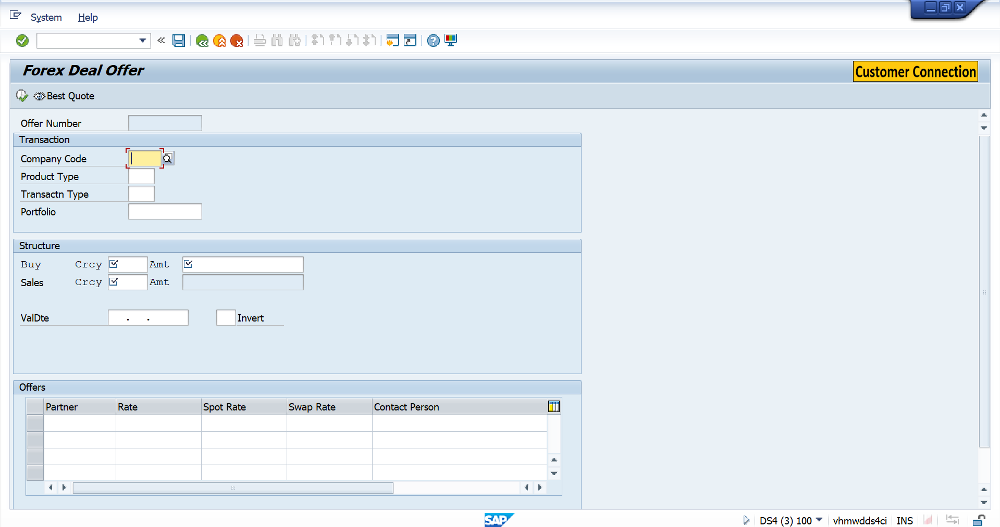 System Help
Forex Deal Offer
Customer Connection
Best Quote
Offer Number
Transaction
Company Code
Product Type
Transactn Type
Portfolio
Structure
Buy Crcy Amt
Sales Crcy Amt
ValDte . . Invert
Offers
Partner Rate Spot Rate Swap Rate Contact Person
SAP DS4 (3) 100 vhmwdds4ci INS